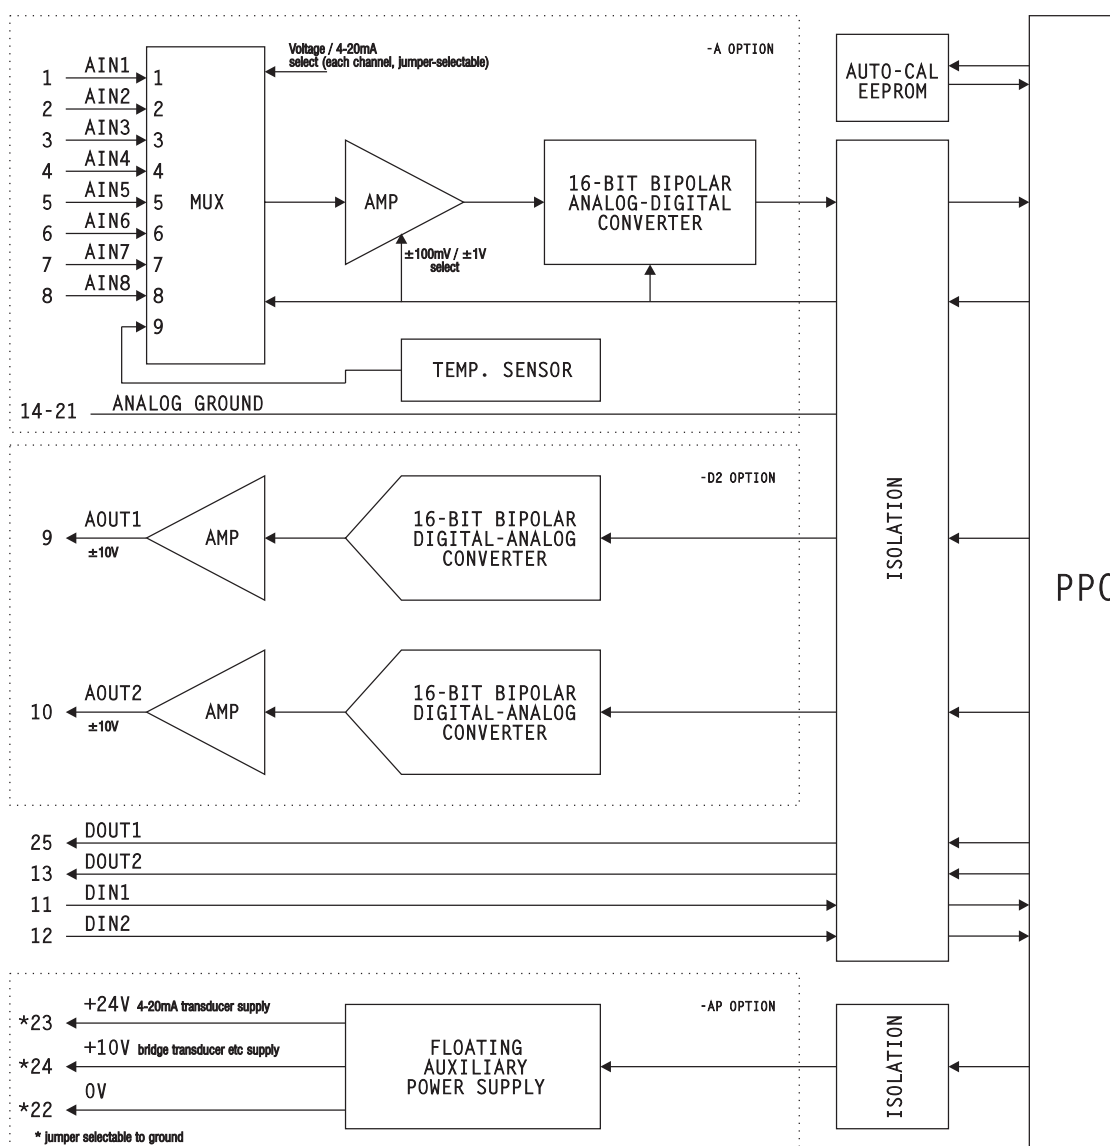 Voltage / 4-20mA
select (each channel, jumper-selectable)
-A OPTION
1 AIN1 1
2 AIN2 2
3 AIN3 3
4 AIN4 4
5 AIN5 5
6 AIN6 6
7 AIN7 7
8 AIN8 8
9
MUX
AMP
±100mV / ±1V
select
16-BIT BIPOLAR
ANALOG-DIGITAL
CONVERTER
TEMP. SENSOR
14-21 ANALOG GROUND
AUTO-CAL
EEPROM
ISOLATION
-D2 OPTION
9 AOUT1
±10V
AMP
16-BIT BIPOLAR
DIGITAL-ANALOG
CONVERTER
10 AOUT2
±10V
AMP
16-BIT BIPOLAR
DIGITAL-ANALOG
CONVERTER
25 DOUT1
13 DOUT2
11 DIN1
12 DIN2
-AP OPTION
*23 +24V 4-20mA transducer supply
*24 +10V bridge transducer etc supply
*22 0V
* jumper selectable to ground
FLOATING
AUXILIARY
POWER SUPPLY
ISOLATION